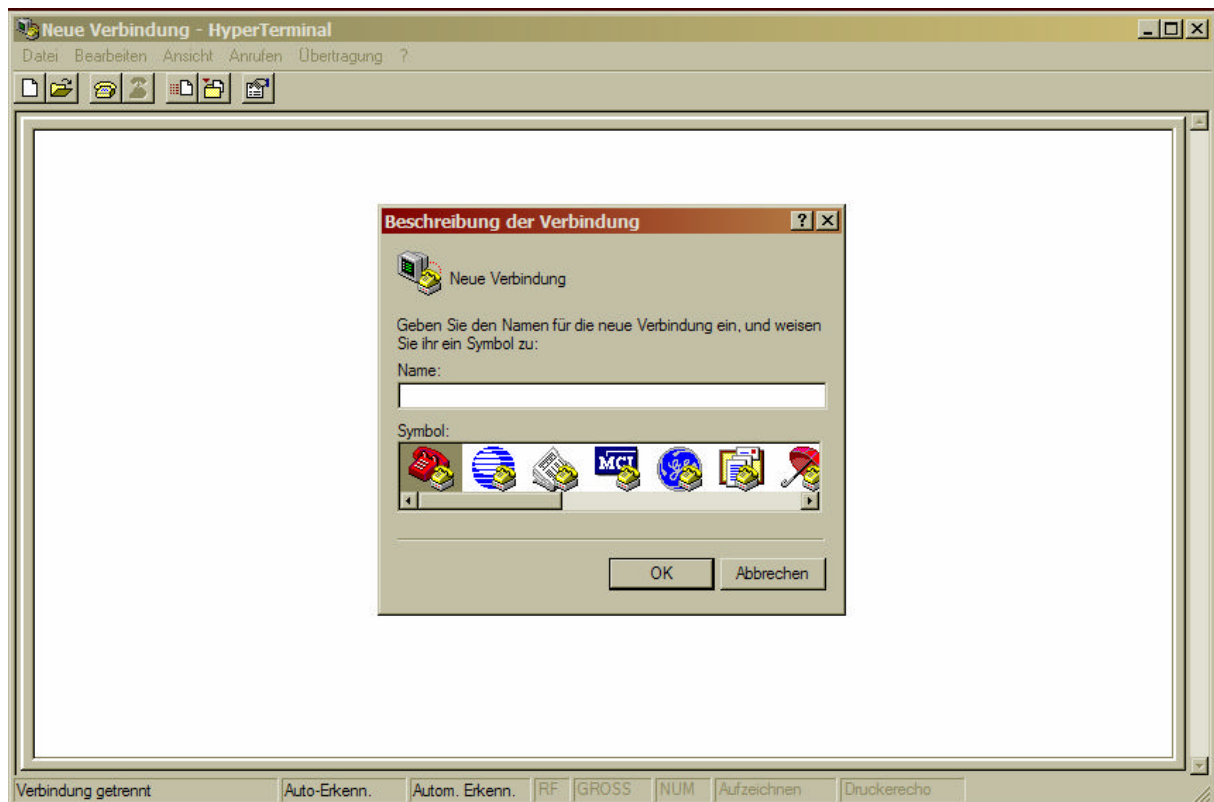 Neue Verbindung - HyperTerminal
Datei Bearbeiten Ansicht Anrufen Übertragung ?
Beschreibung der Verbindung
Neue Verbindung
Geben Sie den Namen für die neue Verbindung ein, und weisen
Sie ihr ein Symbol zu:
Name:
Symbol:
MCI
OK Abbrechen
Verbindung getrennt Auto-Erkenn. Autom. Erkenn. RF GROSS NUM Aufzeichnen Druckerecho